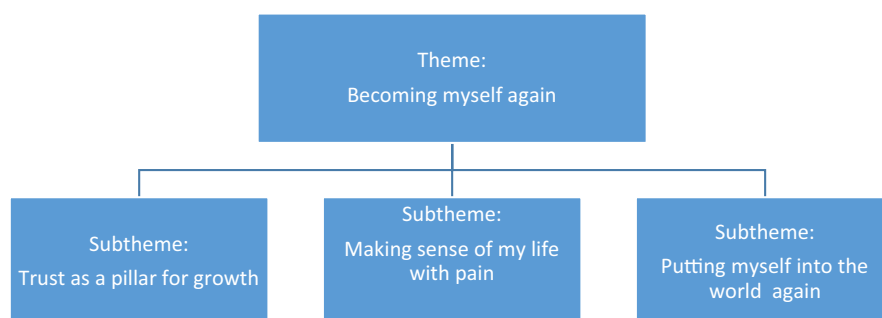 Theme:
Becoming myself again
Subtheme:
Trust as a pillar for growth
Subtheme:
Making sense of my life
with pain
Subtheme:
Putting myself into the
world again